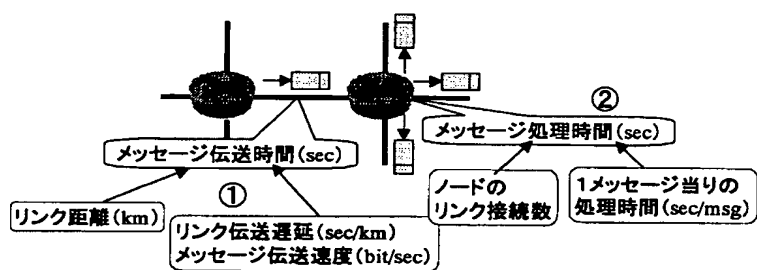 ②
メッセージ処理時間(sec)
メッセージ伝送時間(sec)
①
リンク距離(km)
リンク伝送遅延(sec/km)
メッセージ伝送速度(bit/sec)
ノードの
リンク接続数
1メッセージ当りの
処理時間(sec/msg)